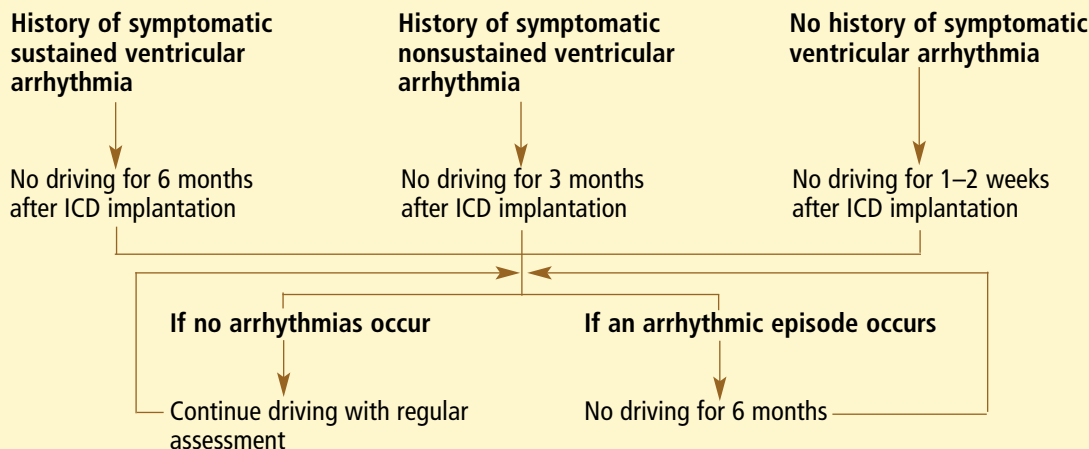 History of symptomatic
sustained ventricular
arrhythmia
History of symptomatic
nonsustained ventricular
arrhythmia
No history of symptomatic
ventricular arrhythmia
No driving for 6 months
after ICD implantation
No driving for 3 months
after ICD implantation
No driving for 1–2 weeks
after ICD implantation
If no arrhythmias occur
If an arrhythmic episode occurs
Continue driving with regular
assessment
No driving for 6 months